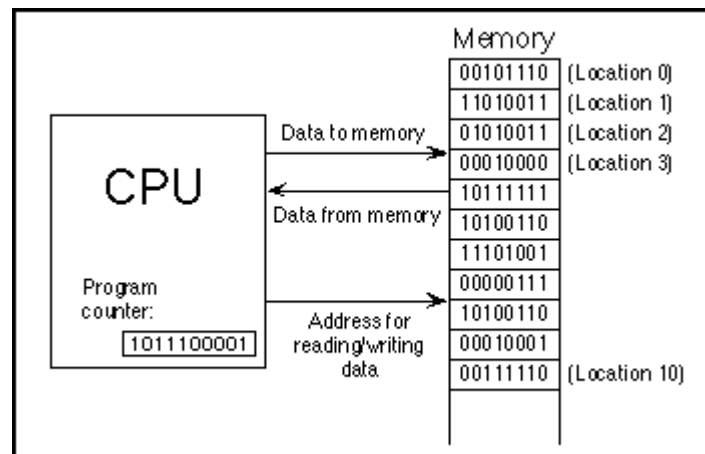 Memory
00101110 (Location 0)
11010011 (Location 1)
01010011 (Location 2)
00010000 (Location 3)
10111111
10100110
11101001
00000111
10100110
00010001
00111110 (Location 10)
Data to memory
CPU
Data from memory
Program
counter:
1011100001
Address for
reading/writing
data